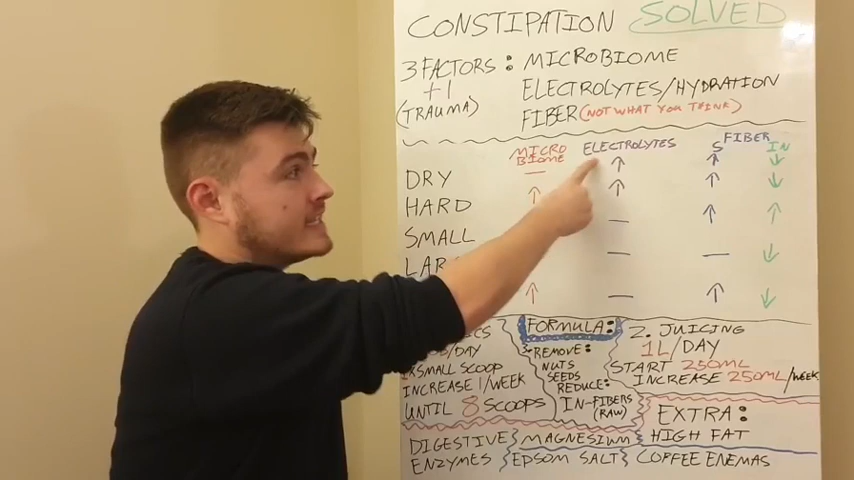 CONSTIPATION SOLVED
3 FACTORS: MICROBIOME
+1 ELECTROLYTES/HYDRATION
(TRAUMA) FIBER (NOT WHAT YOU THINK)
MICRO BIOME ELECTROLYTES S FIBER IN
DRY — ↑ ↑ ↓
HARD ↑ ↑ ↑ ↓
SMALL — ↑ ↑
— — ↓
↑ — ↑ ↓
FORMULA:
/DAY
1X SMALL SCOOP
INCREASE 1/WEEK
UNTIL 8 SCOOPS
3. REMOVE:
NUTS
SEEDS
REDUCE:
IN-FIBERS
(RAW)
2. JUICING
1L/DAY
START 250ML
INCREASE 250ML/WEEK
EXTRA:
HIGH FAT
DIGESTIVE ENZYMES
MAGNESIUM
EPSOM SALT
COFFEE ENEMAS